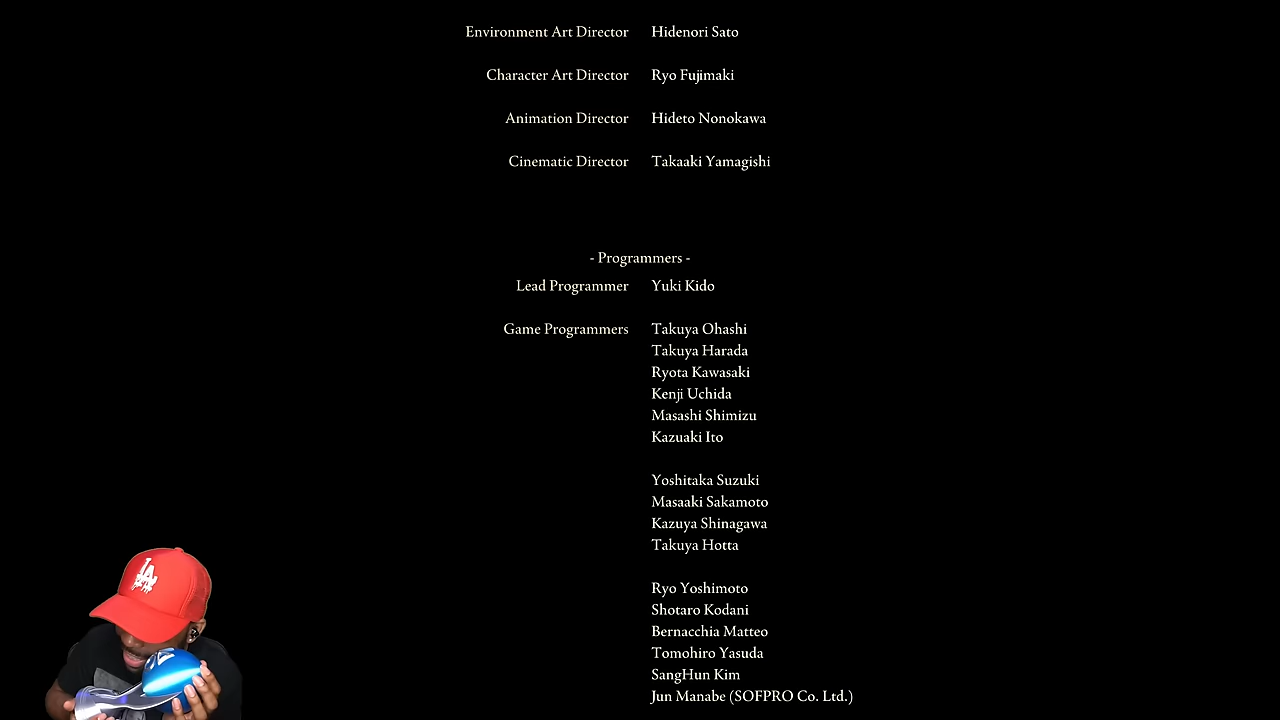 Environment Art Director Hidenori Sato
Character Art Director Ryo Fujimaki
Animation Director Hideto Nonokawa
Cinematic Director Takaaki Yamagishi
- Programmers -
Lead Programmer Yuki Kido
Game Programmers Takuya Ohashi
Takuya Harada
Ryota Kawasaki
Kenji Uchida
Masashi Shimizu
Kazuaki Ito
Yoshitaka Suzuki
Masaaki Sakamoto
Kazuya Shinagawa
Takuya Hotta
Ryo Yoshimoto
Shotaro Kodani
Bernacchia Matteo
Tomohiro Yasuda
SangHun Kim
Jun Manabe (SOFPRO Co. Ltd.)
LA